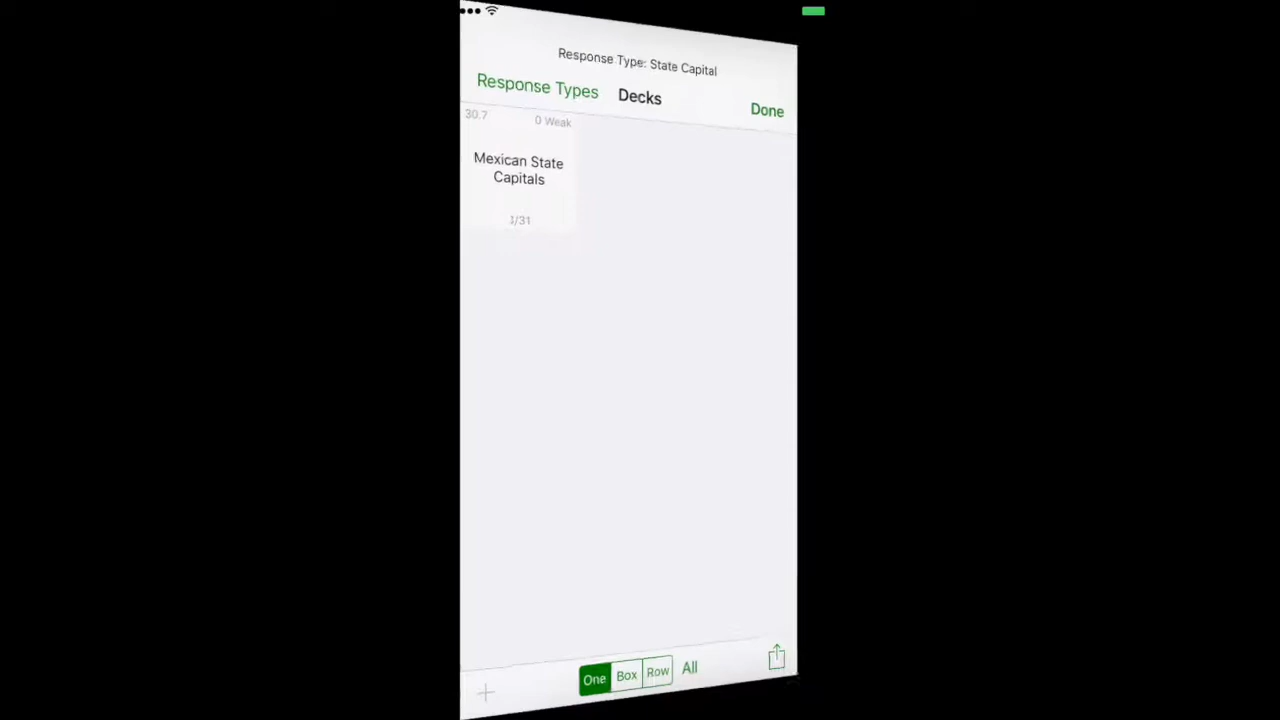 Response Type: State Capital
Response Types Decks Done
30.7 0 Weak
Mexican State
Capitals
/31
One Box Row All